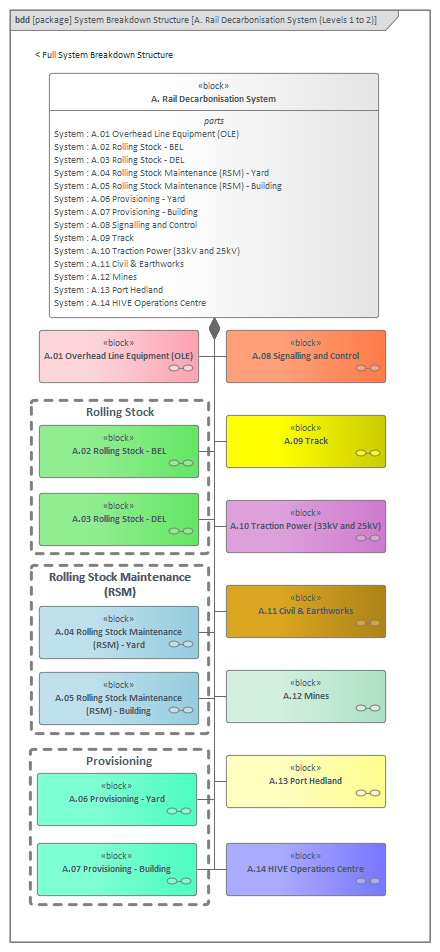 bdd [package] System Breakdown Structure [A. Rail Decarbonisation System (Levels 1 to 2)]
< Full System Breakdown Structure
«block»
A. Rail Decarbonisation System
parts
System : A.01 Overhead Line Equipment (OLE)
System : A.02 Rolling Stock - BEL
System : A.03 Rolling Stock - DEL
System : A.04 Rolling Stock Maintenance (RSM) - Yard
System : A.05 Rolling Stock Maintenance (RSM) - Building
System : A.06 Provisioning - Yard
System : A.07 Provisioning - Building
System : A.08 Signalling and Control
System : A.09 Track
System : A.10 Traction Power (33kV and 25kV)
System : A.11 Civil & Earthworks
System : A.12 Mines
System : A.13 Port Hedland
System : A.14 HIVE Operations Centre
«block»
A.01 Overhead Line Equipment (OLE)
Rolling Stock
«block»
A.02 Rolling Stock - BEL
«block»
A.03 Rolling Stock - DEL
Rolling Stock Maintenance
(RSM)
«block»
A.04 Rolling Stock Maintenance
(RSM) - Yard
«block»
A.05 Rolling Stock Maintenance
(RSM) - Building
Provisioning
«block»
A.06 Provisioning - Yard
«block»
A.07 Provisioning - Building
«block»
A.08 Signalling and Control
«block»
A.09 Track
«block»
A.10 Traction Power (33kV and 25kV)
«block»
A.11 Civil & Earthworks
«block»
A.12 Mines
«block»
A.13 Port Hedland
«block»
A.14 HIVE Operations Centre